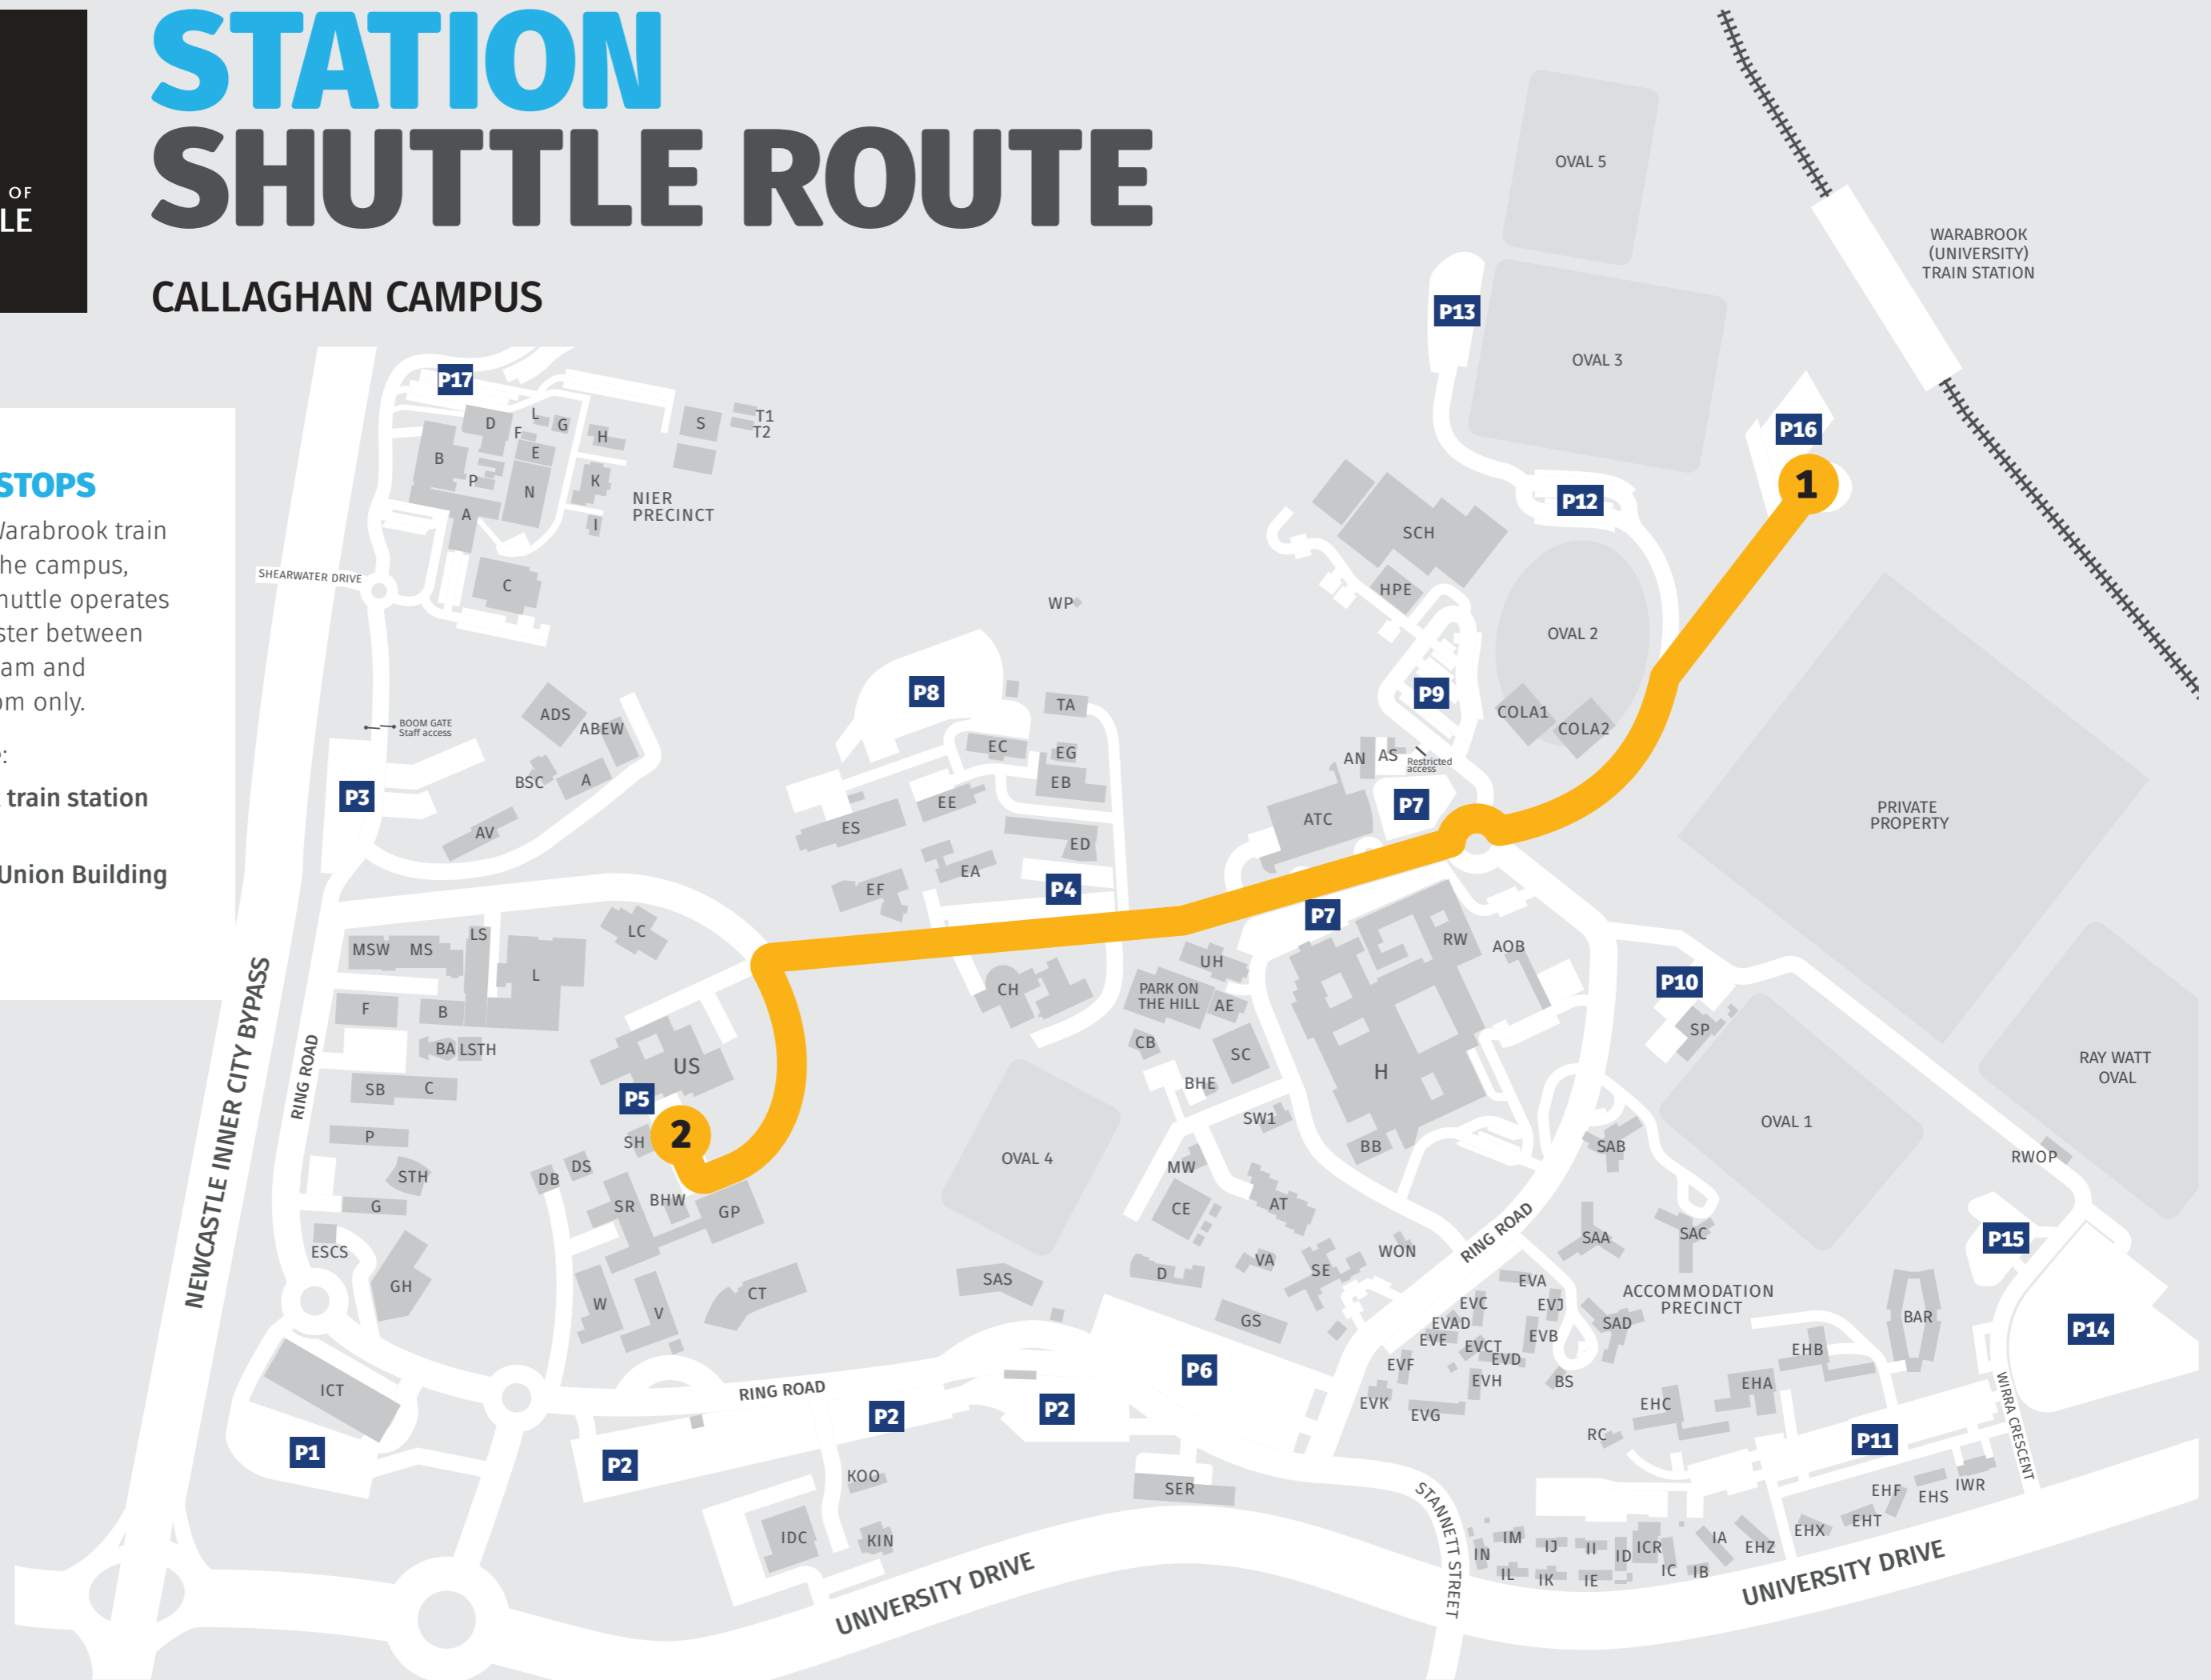 STATION
SHUTTLE ROUTE
CALLAGHAN CAMPUS
OF
LE
STOPS
Warabrook train
he campus,
huttle operates
ster between
am and
pm only.
e:
train station
Union Building
OVAL 5
WARABROOK
(UNIVERSITY)
TRAIN STATION
P13
OVAL 3
P16
1
P12
P17
D
L
F
G
H
S
T1
T2
B
E
P
N
K
A
I
NIER
PRECINCT
C
SHEARWATER DRIVE
SCH
HPE
WP
OVAL 2
COLA1
COLA2
P9
P8
TA
ADS
ABEW
BOOM GATE
Staff access
BSC
A
EC
EG
EB
AN
AS
Restricted
access
P3
P7
EE
ES
AV
ATC
PRIVATE
PROPERTY
ED
EA
EF
P4
P7
LS
LC
MSW
MS
L
RW
AOB
UH
PARK ON
THE HILL
AE
CH
P10
SP
F
B
CB
SC
BA
LSTH
US
H
RAY WATT
OVAL
BHE
SB
C
P5
2
SH
SW1
OVAL 1
P
BB
SAB
OVAL 4
RWOP
NEWCASTLE INNER CITY BYPASS
RING ROAD
MW
STH
DB
DS
BHW
SR
GP
G
CE
AT
RING ROAD
SAC
SAA
P15
ESCS
WON
GH
VA
SE
D
SAS
EVA
ACCOMMODATION
PRECINCT
CT
W
V
GS
EVC
EVJ
EVAD
SAD
BAR
P14
EVE
EVB
EVCT
EVD
EHB
P6
EVF
EVH
BS
ICT
RING ROAD
EVK
EVG
EHA
EHC
WIRRA CRESCENT
P2
P2
RC
P11
P1
P2
KOO
SER
STANNETT STREET
EHF
EHS
IWR
EHT
EHX
IDC
KIN
IM
IN
IJ
II
ID
ICR
IA
EHZ
IL
IK
IE
IC
IB
UNIVERSITY DRIVE
UNIVERSITY DRIVE